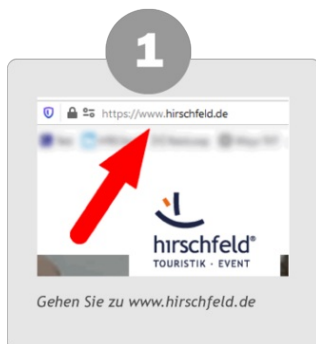 1
https://www.hirschfeld.de
hirschfeld®
TOURISTIK - EVENT
Gehen Sie zu www.hirschfeld.de